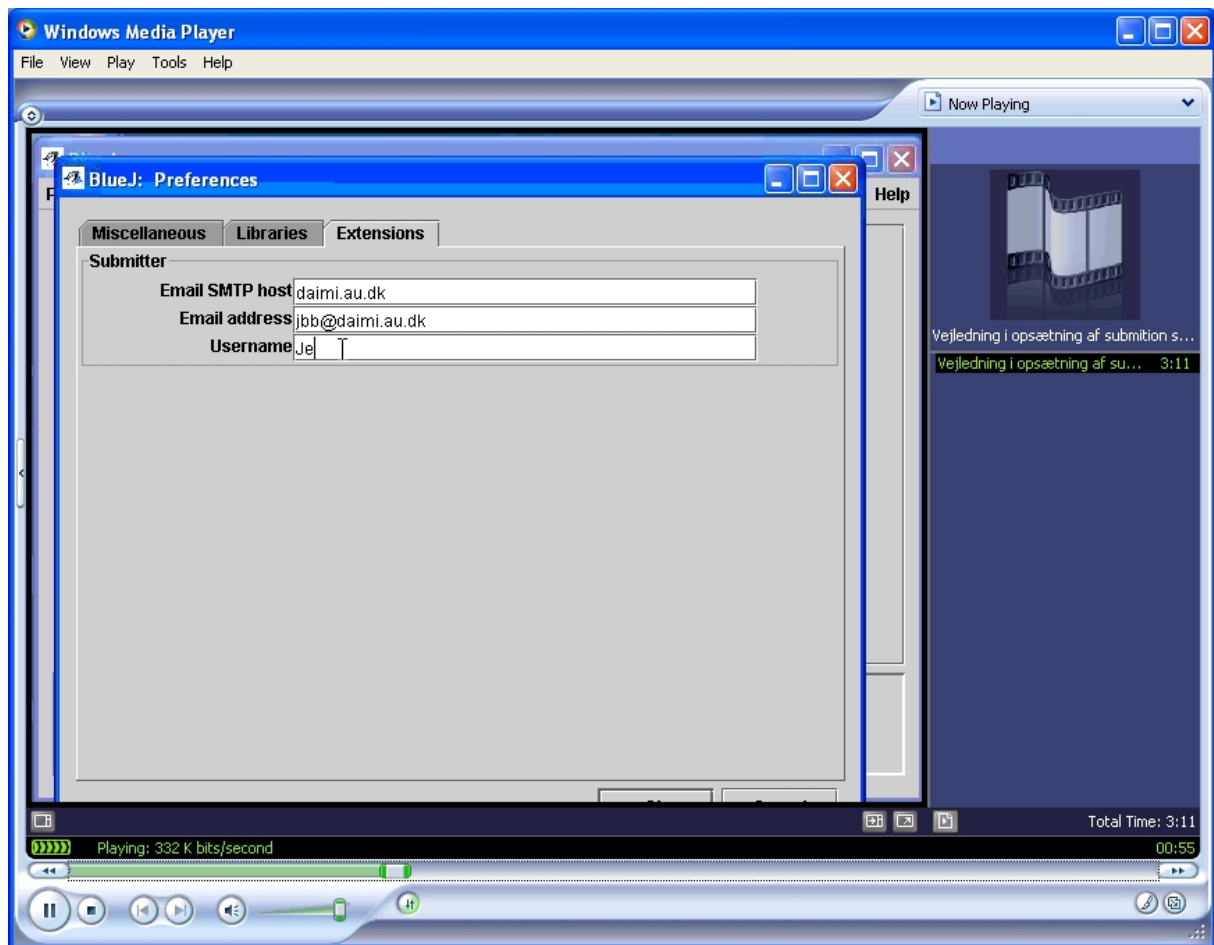 Windows Media Player
File View Play Tools Help
Now Playing
BlueJ: Preferences
Help
Miscellaneous Libraries Extensions
Submitter
Email SMTP host daimi.au.dk
Email address jbb@daimi.au.dk
Username Je
Vejledning i opsætning af submition s...
Vejledning i opsætning af su... 3:11
Total Time: 3:11
Playing: 332 K bits/second 00:55